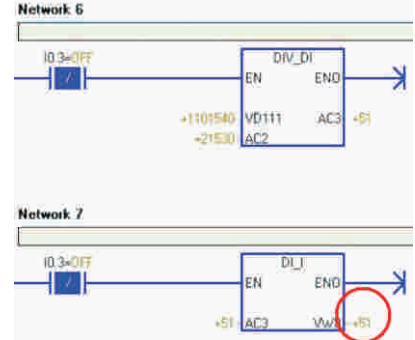 Network 6
I0.3=OFF
DIV_DI
/
EN ENO
+1101540 VD111 AC3 +51
+21530 AC2
Network 7
I0.3=OFF
DI_I
/
EN ENO
+51 AC3 +51